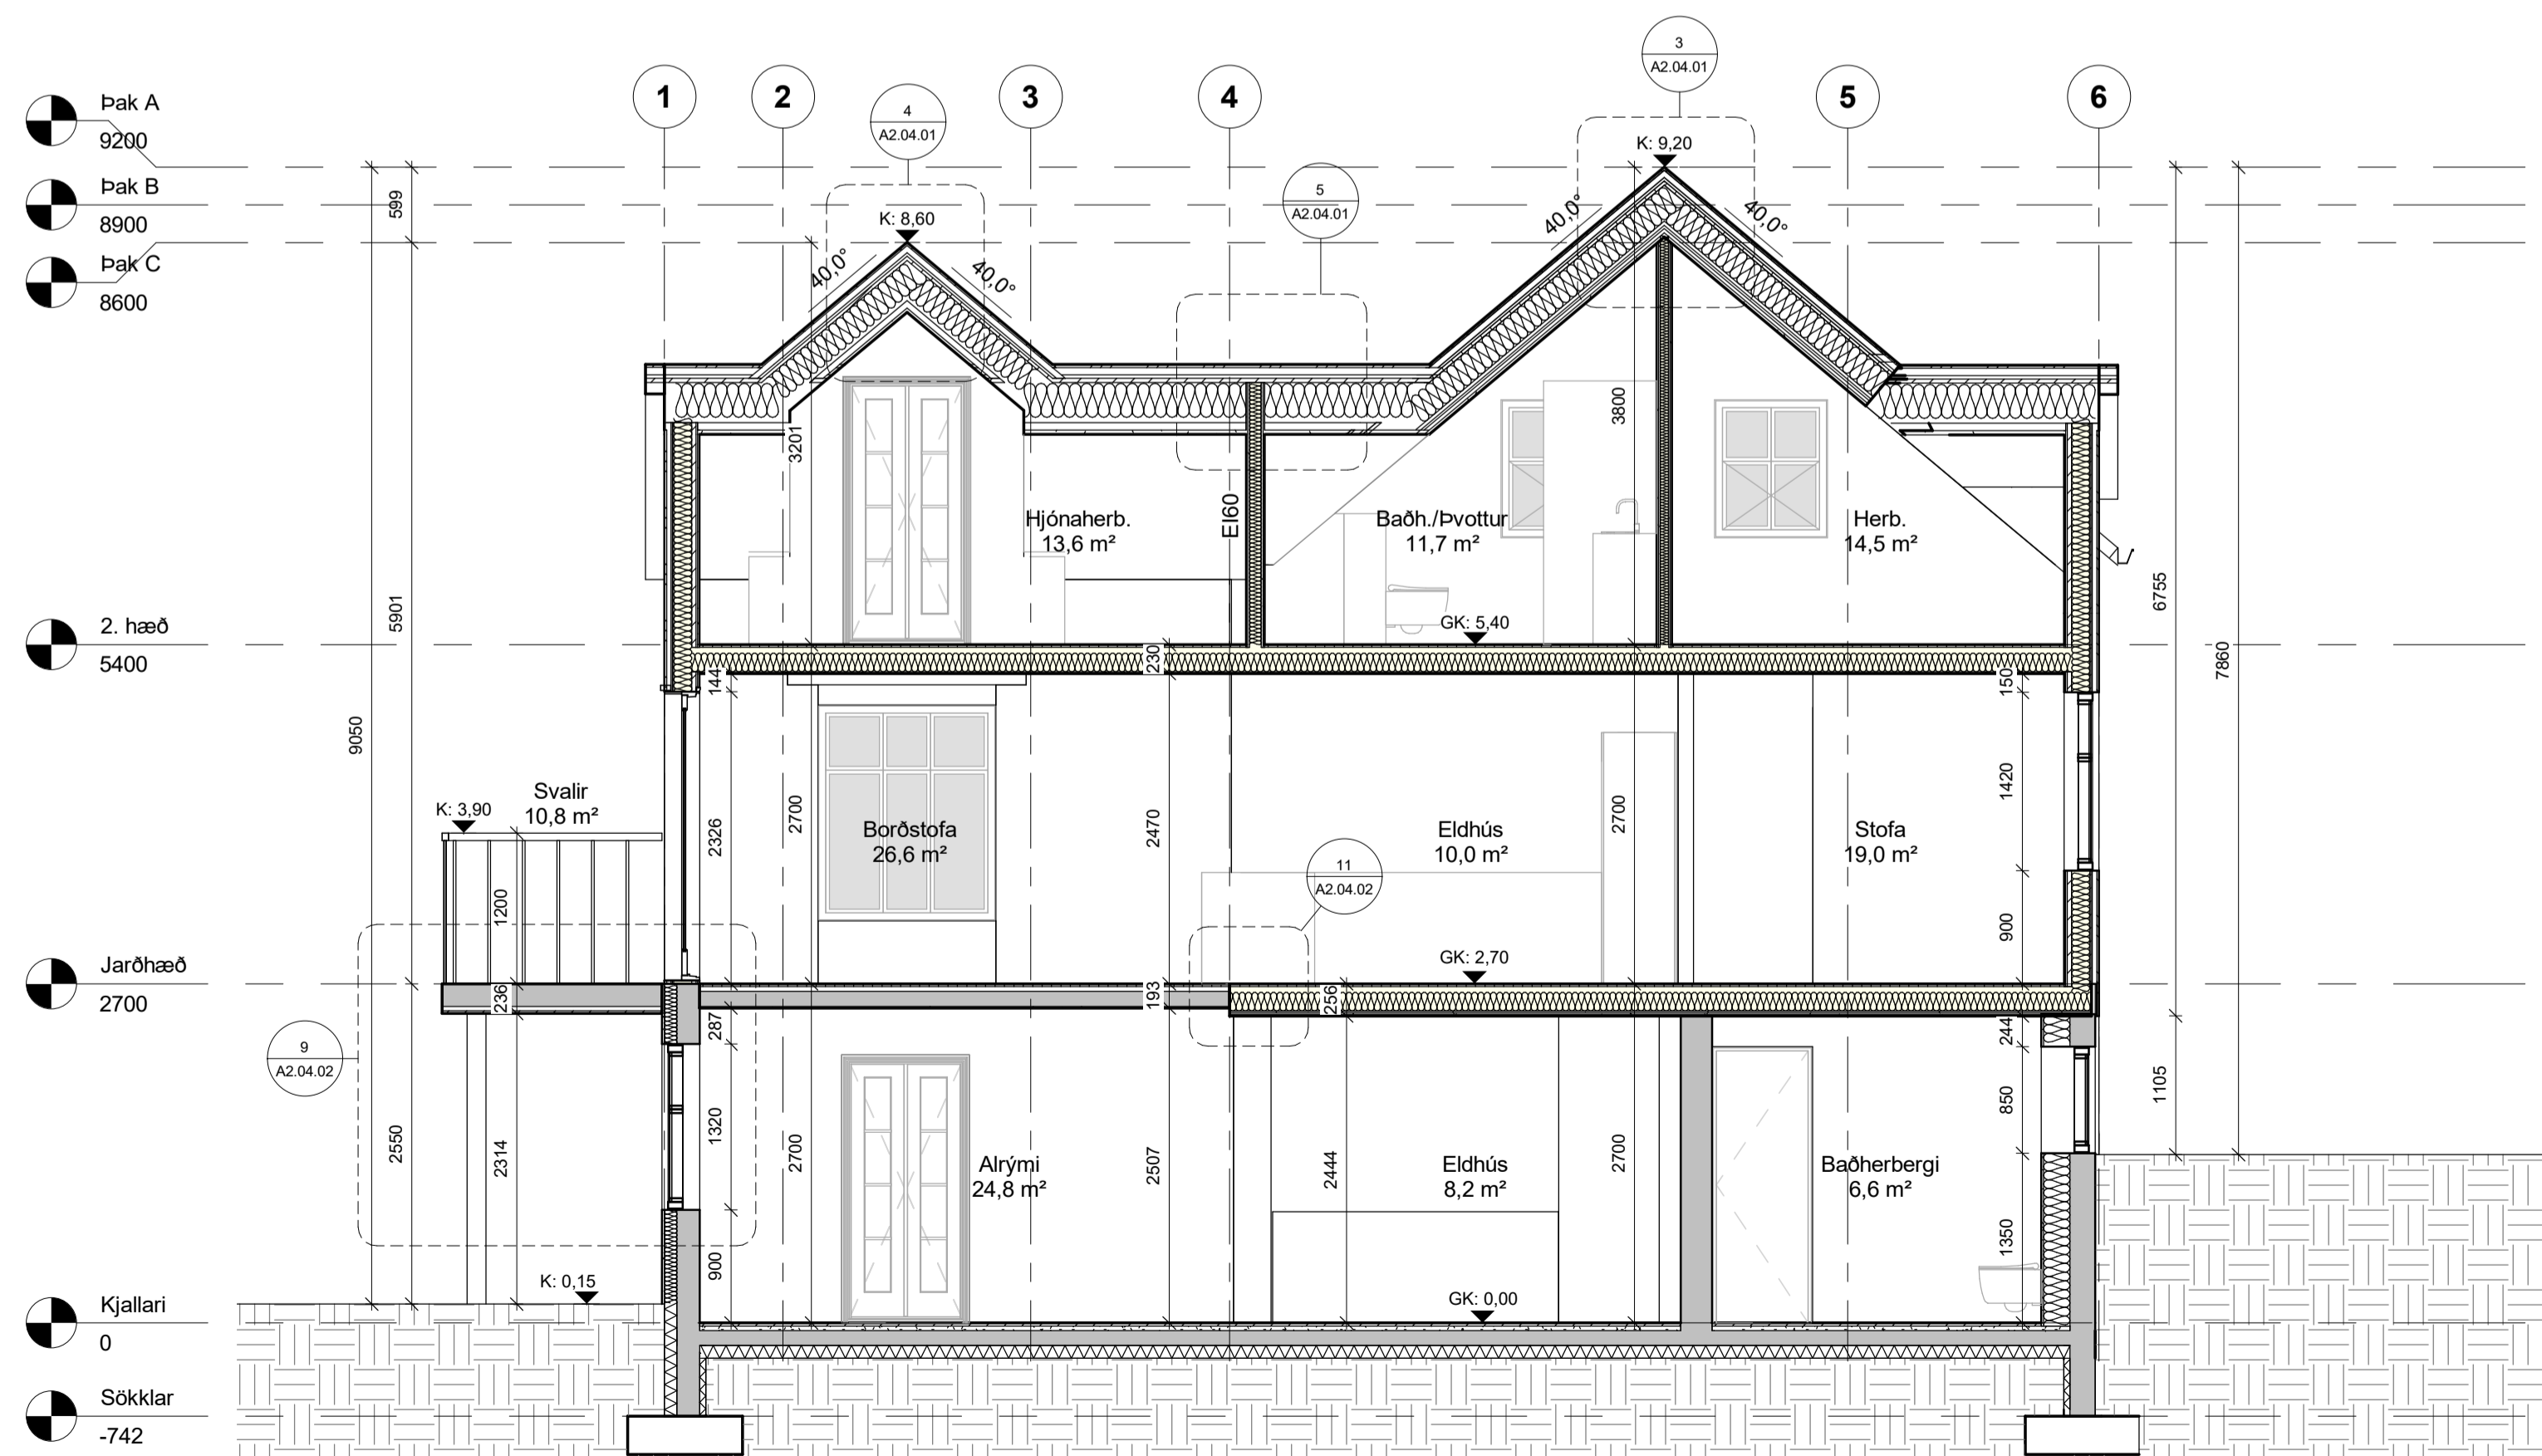 Þak A
9200
Þak B
8900
Þak C
8600
2. hæð
5400
Jarðhæð
2700
Kjallari
0
Sökklar
-742
1
2
3
4
5
6
4
A2.04.01
5
A2.04.01
3
A2.04.01
K: 8,60
K: 9,20
40,0°
40,0°
40,0°
40,0°
599
5901
9050
2550
3201
3800
EI60
Hjónaherb.
13,6 m²
Baðh./Þvottur
11,7 m²
Herb.
14,5 m²
GK: 5,40
6755
7860
1105
144
230
150
Svalir
10,8 m²
K: 3,90
1200
236
2314
2326
2700
Borðstofa
26,6 m²
2470
Eldhús
10,0 m²
2700
Stofa
19,0 m²
1420
900
11
A2.04.02
GK: 2,70
193
256
287
244
9
A2.04.02
1320
900
2700
Alrými
24,8 m²
2507
2444
Eldhús
8,2 m²
2700
Baðherbergi
6,6 m²
850
1350
K: 0,15
GK: 0,00